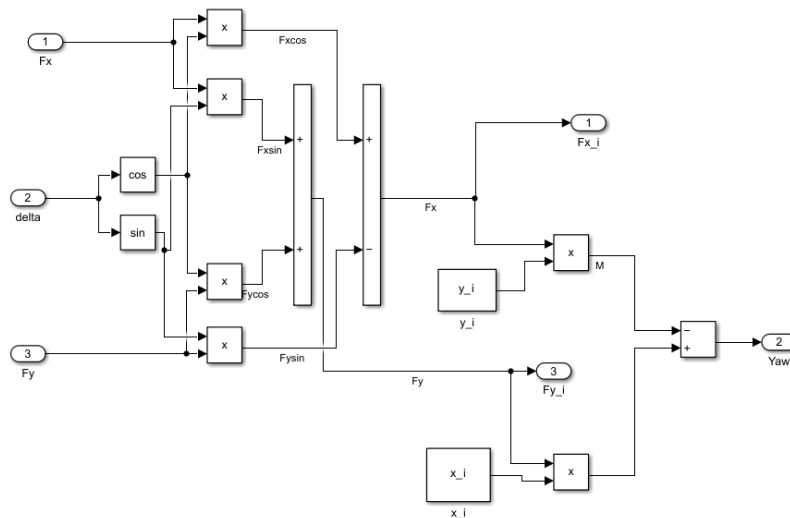 x
1
Fx
Fxcos
x
Fxsin
+
+
1
Fx_i
cos
2
delta
sin
Fx
x
Fycos
+
−
y_i
y_i
x
M
3
Fy
x
Fysin
−
+
2
Yaw
Fy
3
Fy_i
x_i
x_i
x